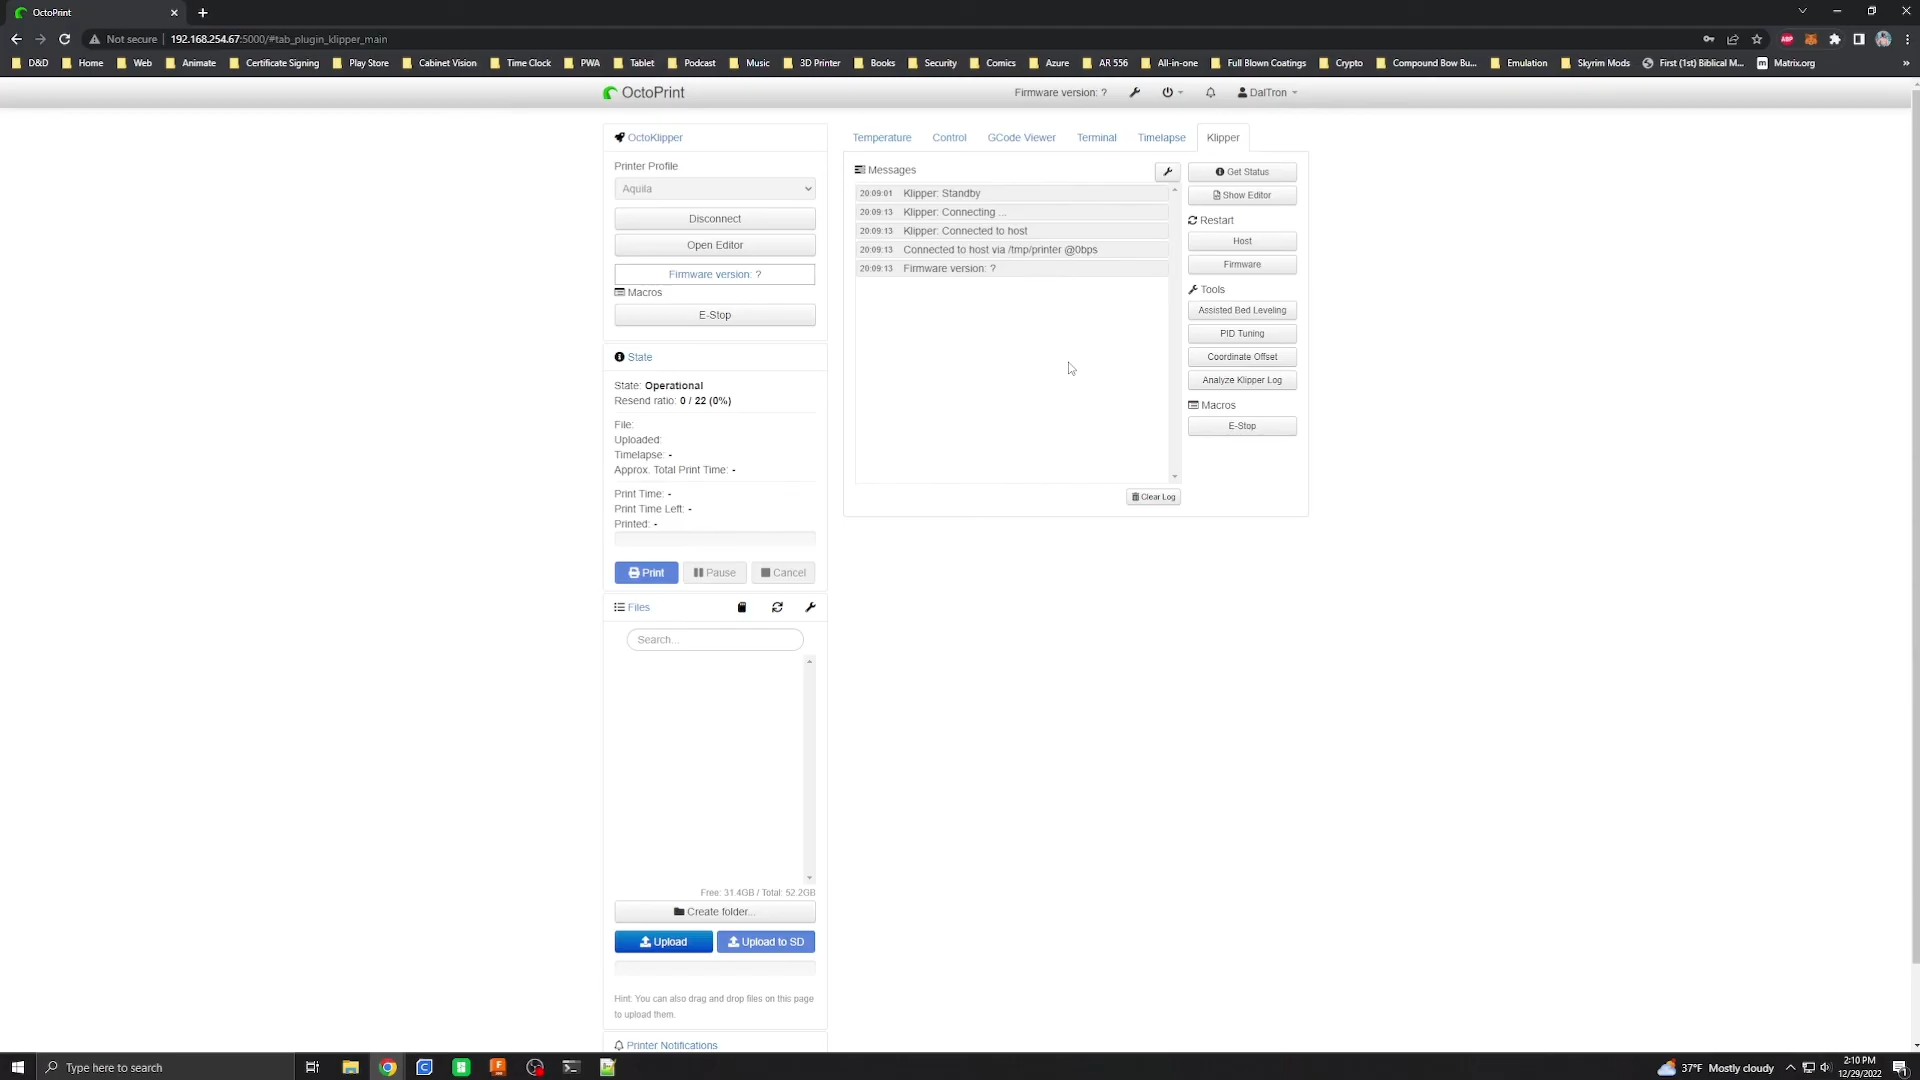 OctoPrint
Not secure
192.168.254.67:5000/#tab_plugin_klipper_main
D&D
Home
Web
Animate
Certificate Signing
Play Store
Cabinet Vision
Time Clock
PWA
Tablet
Podcast
Music
3D Printer
Books
Security
Comics
Azure
AR 556
All-in-one
Full Blown Coatings
Crypto
Compound Bow Bu...
Emulation
Skyrim Mods
First (1st) Biblical M...
Matrix.org
»
OctoPrint
Firmware version: ?
DalTron
OctoKlipper
Printer Profile
Aquila
Disconnect
Open Editor
Firmware version: ?
Macros
E-Stop
State
State: Operational
Resend ratio: 0 / 22 (0%)
File:
Uploaded:
Timelapse: -
Approx. Total Print Time: -
Print Time: -
Print Time Left: -
Printed: -
Print
Pause
Cancel
Files
Search...
Free: 31.4GB / Total: 52.2GB
Create folder...
Upload
Upload to SD
Hint: You can also drag and drop files on this page
to upload them.
Printer Notifications
Temperature
Control
GCode Viewer
Terminal
Timelapse
Klipper
Messages
20:09:01 Klipper: Standby
20:09:13 Klipper: Connecting ...
20:09:13 Klipper: Connected to host
20:09:13 Connected to host via /tmp/printer @0bps
20:09:13 Firmware version: ?
Clear Log
Get Status
Show Editor
Restart
Host
Firmware
Tools
Assisted Bed Leveling
PID Tuning
Coordinate Offset
Analyze Klipper Log
Macros
E-Stop
Type here to search
37°F Mostly cloudy
2:10 PM
12/29/2022